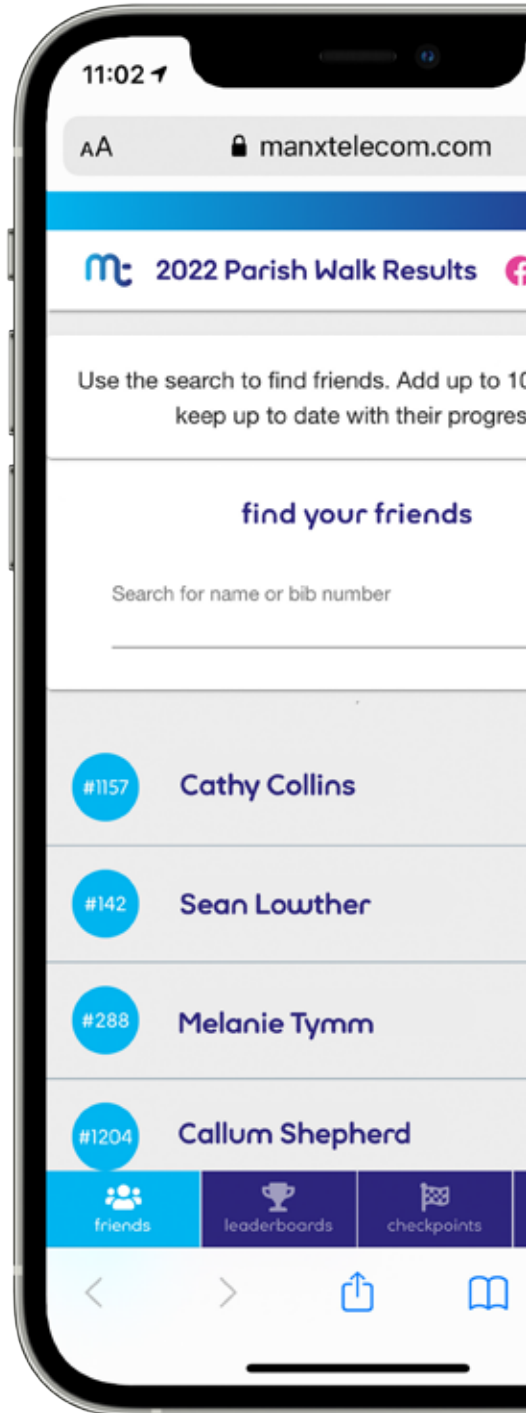 11:02
AA manxtelecom.com
2022 Parish Walk Results
Use the search to find friends. Add up to 10
keep up to date with their progres
find your friends
Search for name or bib number
#1157 Cathy Collins
#142 Sean Lowther
#288 Melanie Tymm
#1204 Callum Shepherd
friends leaderboards checkpoints